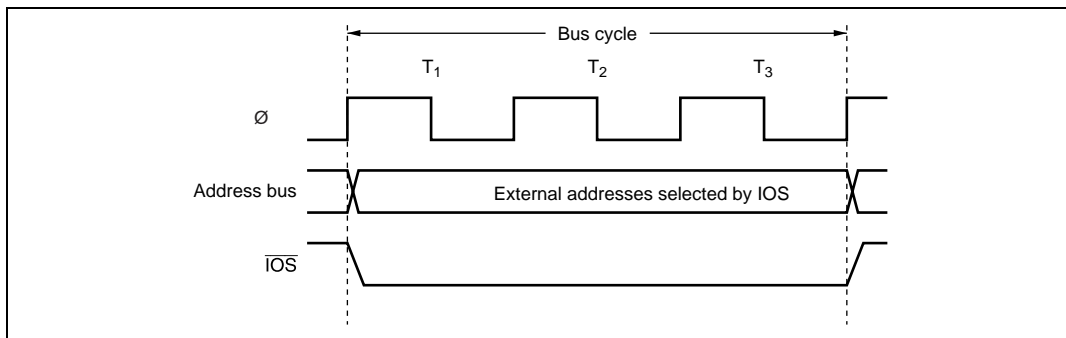 Bus cycle
T1 T2 T3
Ø
Address bus External addresses selected by IOS
IOS